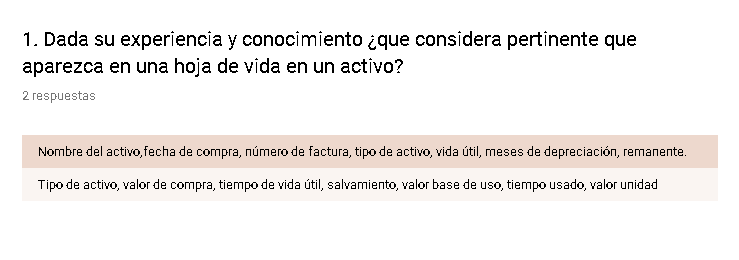 1. Dada su experiencia y conocimiento ¿que considera pertinente que
aparezca en una hoja de vida en un activo?
2 respuestas
Nombre del activo,fecha de compra, número de factura, tipo de activo, vida útil, meses de depreciación, remanente.
Tipo de activo, valor de compra, tiempo de vida útil, salvamiento, valor base de uso, tiempo usado, valor unidad